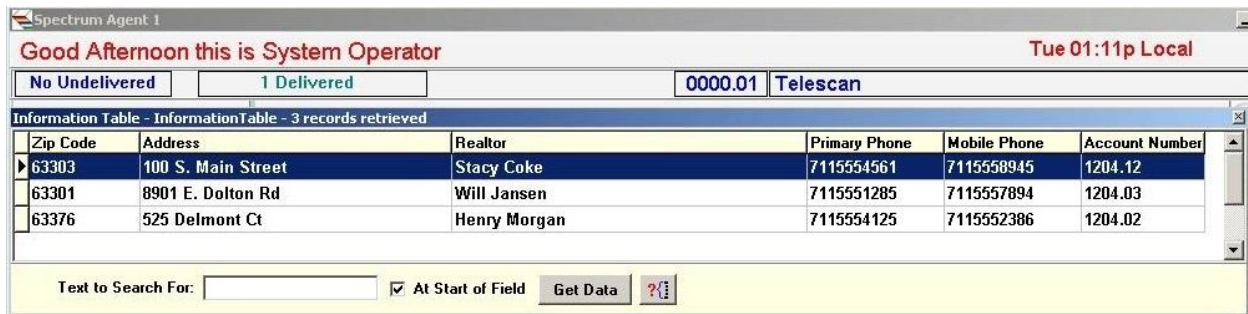 Spectrum Agent 1
Good Afternoon this is System Operator Tue 01:11p Local
No Undelivered 1 Delivered 0000.01 Telescan
Information Table - InformationTable - 3 records retrieved
Zip Code Address Realtor Primary Phone Mobile Phone Account Number
63303 100 S. Main Street Stacy Coke 7115554561 7115558945 1204.12
63301 8901 E. Dolton Rd Will Jansen 7115551285 7115557894 1204.03
63376 525 Delmont Ct Henry Morgan 7115554125 7115552386 1204.02
Text to Search For: At Start of Field Get Data ?{